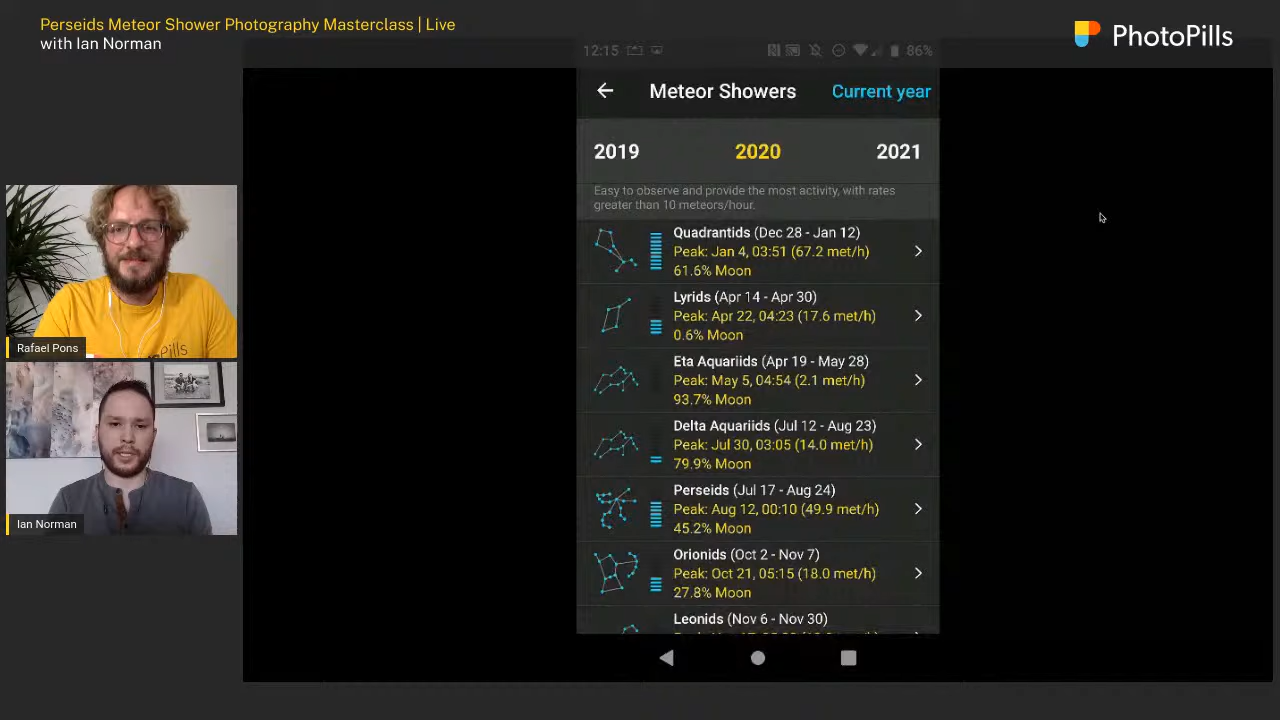 Perseids Meteor Shower Photography Masterclass | Live
with Ian Norman
PhotoPills
12:15
86%
Meteor Showers
Current year
2019
2020
2021
Easy to observe and provide the most activity, with rates
greater than 10 meteors/hour.
Quadrantids (Dec 28 - Jan 12)
Peak: Jan 4, 03:51 (67.2 met/h)
61.6% Moon
Lyrids (Apr 14 - Apr 30)
Peak: Apr 22, 04:23 (17.6 met/h)
0.6% Moon
Eta Aquariids (Apr 19 - May 28)
Peak: May 5, 04:54 (2.1 met/h)
93.7% Moon
Delta Aquariids (Jul 12 - Aug 23)
Peak: Jul 30, 03:05 (14.0 met/h)
79.9% Moon
Perseids (Jul 17 - Aug 24)
Peak: Aug 12, 00:10 (49.9 met/h)
45.2% Moon
Orionids (Oct 2 - Nov 7)
Peak: Oct 21, 05:15 (18.0 met/h)
27.8% Moon
Leonids (Nov 6 - Nov 30)
Pills
Rafael Pons
Ian Norman